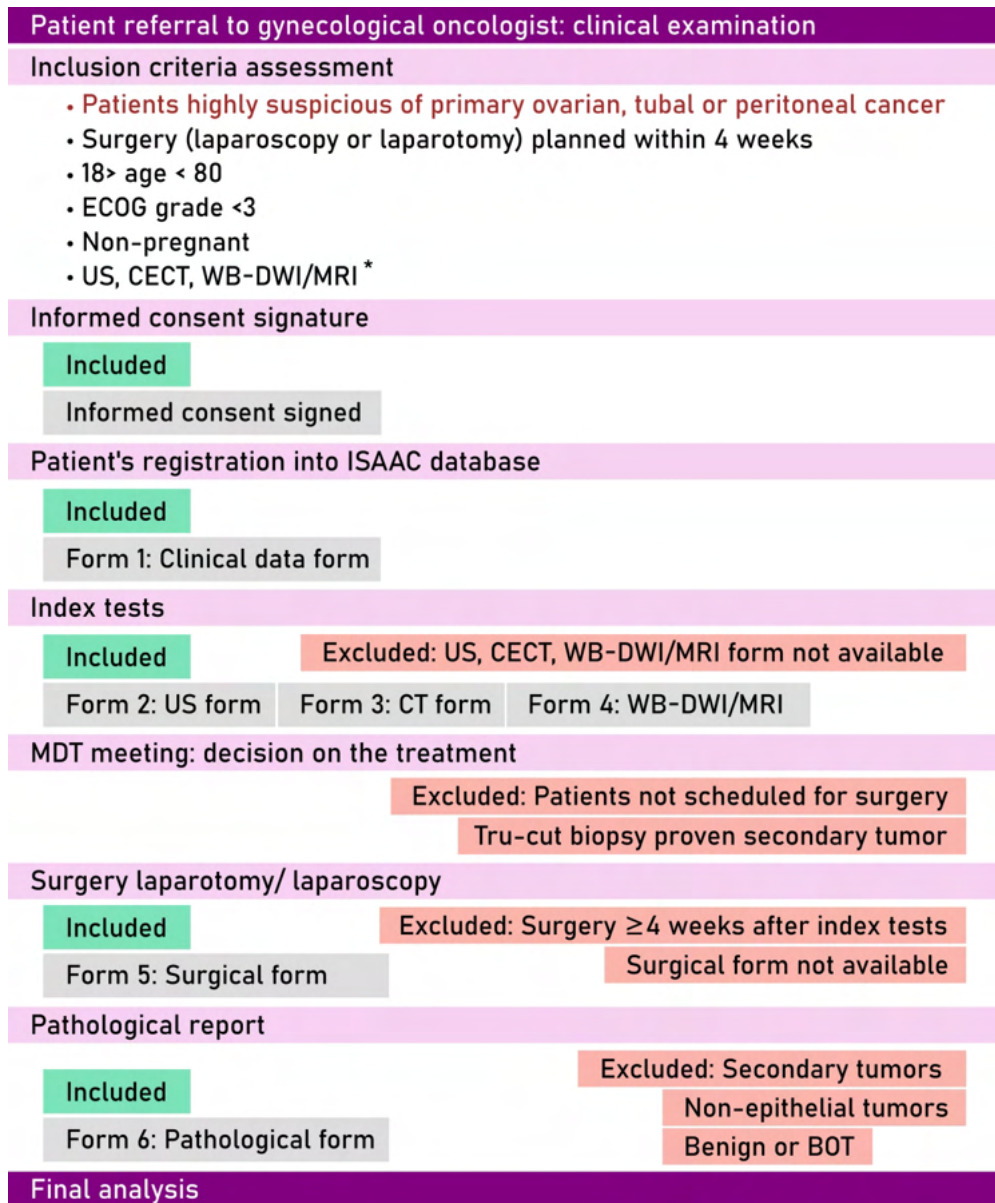 Patient referral to gynecological oncologist: clinical examination
Inclusion criteria assessment
• Patients highly suspicious of primary ovarian, tubal or peritoneal cancer
• Surgery (laparoscopy or laparotomy) planned within 4 weeks
• 18> age < 80
• ECOG grade <3
• Non-pregnant
• US, CECT, WB-DWI/MRI *
Informed consent signature
Included
Informed consent signed
Patient's registration into ISAAC database
Included
Form 1: Clinical data form
Index tests
Included
Excluded: US, CECT, WB-DWI/MRI form not available
Form 2: US form
Form 3: CT form
Form 4: WB-DWI/MRI
MDT meeting: decision on the treatment
Excluded: Patients not scheduled for surgery
Tru-cut biopsy proven secondary tumor
Surgery laparotomy/ laparoscopy
Included
Excluded: Surgery ≥4 weeks after index tests
Surgical form not available
Form 5: Surgical form
Pathological report
Excluded: Secondary tumors
Included
Non-epithelial tumors
Form 6: Pathological form
Benign or BOT
Final analysis